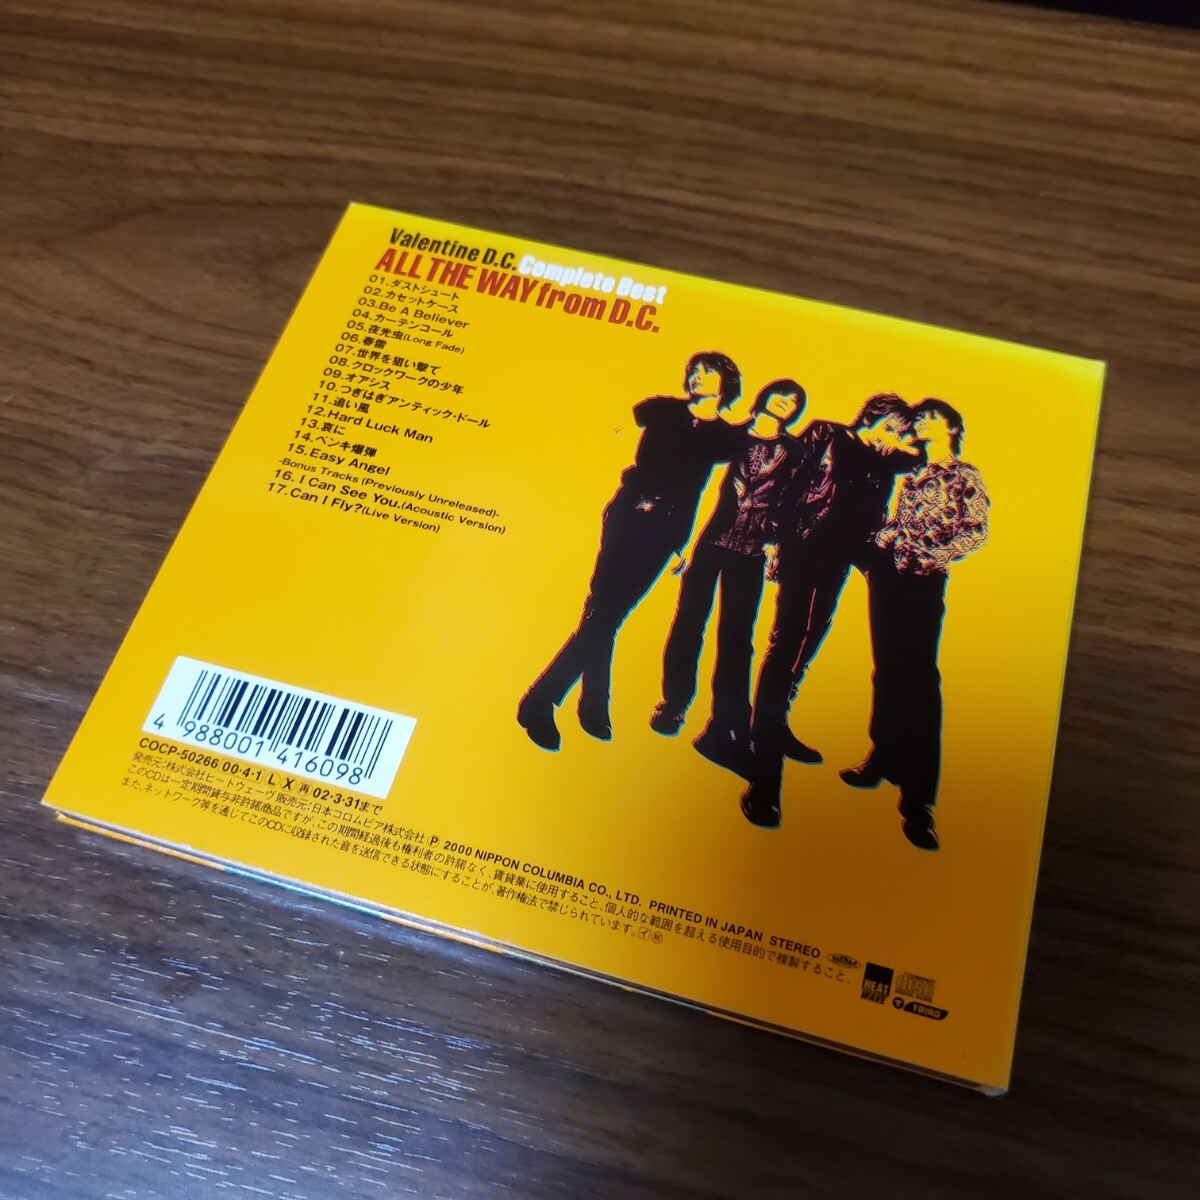 Valentine D.C. Complete Best
ALL THE WAY from D.C.
01.ダストシュート
02.カセットケース
03.Be A Believer
04.カーテンコール
05.夜光虫(Long Fade)
06.春雷
07.世界を狙い撃て
08.クロックワークの少年
09.オアシス
10.つぎはぎアンティック・ドール
11.追い風
12.Hard Luck Man
13.哀に
14.ペンキ爆弾
15.Easy Angel
-Bonus Tracks (Previously Unreleased)-
16. I Can See You.(Acoustic Version)
17.Can I Fly?(Live Version)
4 988001 416098
COCP-50266 00・4・1 L X 再 02・3・31まで
発売元:株式会社ヒートウェーヴ 販売元:日本コロムビア株式会社 Ⓟ 2000 NIPPON COLUMBIA CO., LTD. PRINTED IN JAPAN STEREO
このCDは一定期間貸与非許諾商品ですが、この期間経過後も権利者の許諾なく、賃貸業に使用すること、個人的な範囲を超える使用目的で複製すること、
また、ネットワーク等を通じてこのCDに収録された音を送信できる状態にすることが、著作権法で禁じられています。
HEAT WAVE
disc
TRIAD